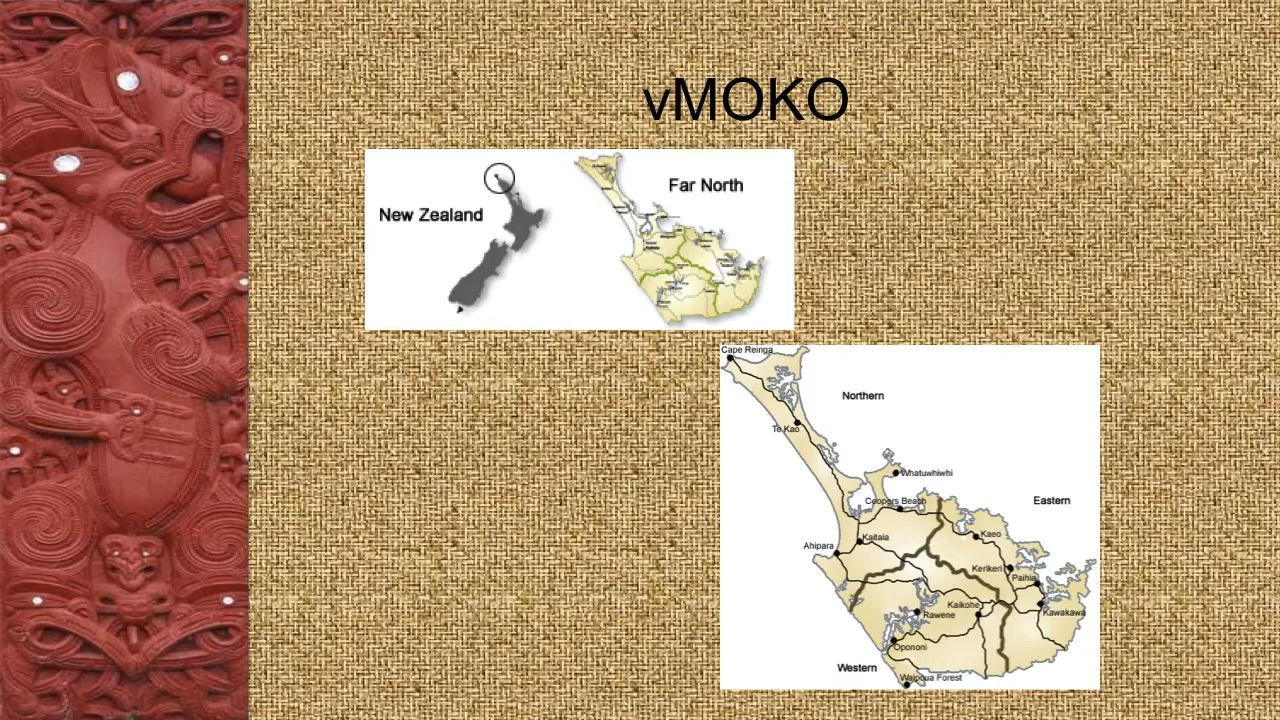 vMOKO
New Zealand
Far North
Cape Reinga
Northern
Te Kao
Whatuwhiwhi
Coopers Beach
Eastern
Kaeo
Kaitaia
Ahipara
Kerikeri
Paihia
Kaikohe
Kawakawa
Rawene
Opononi
Western
Waipoua Forest